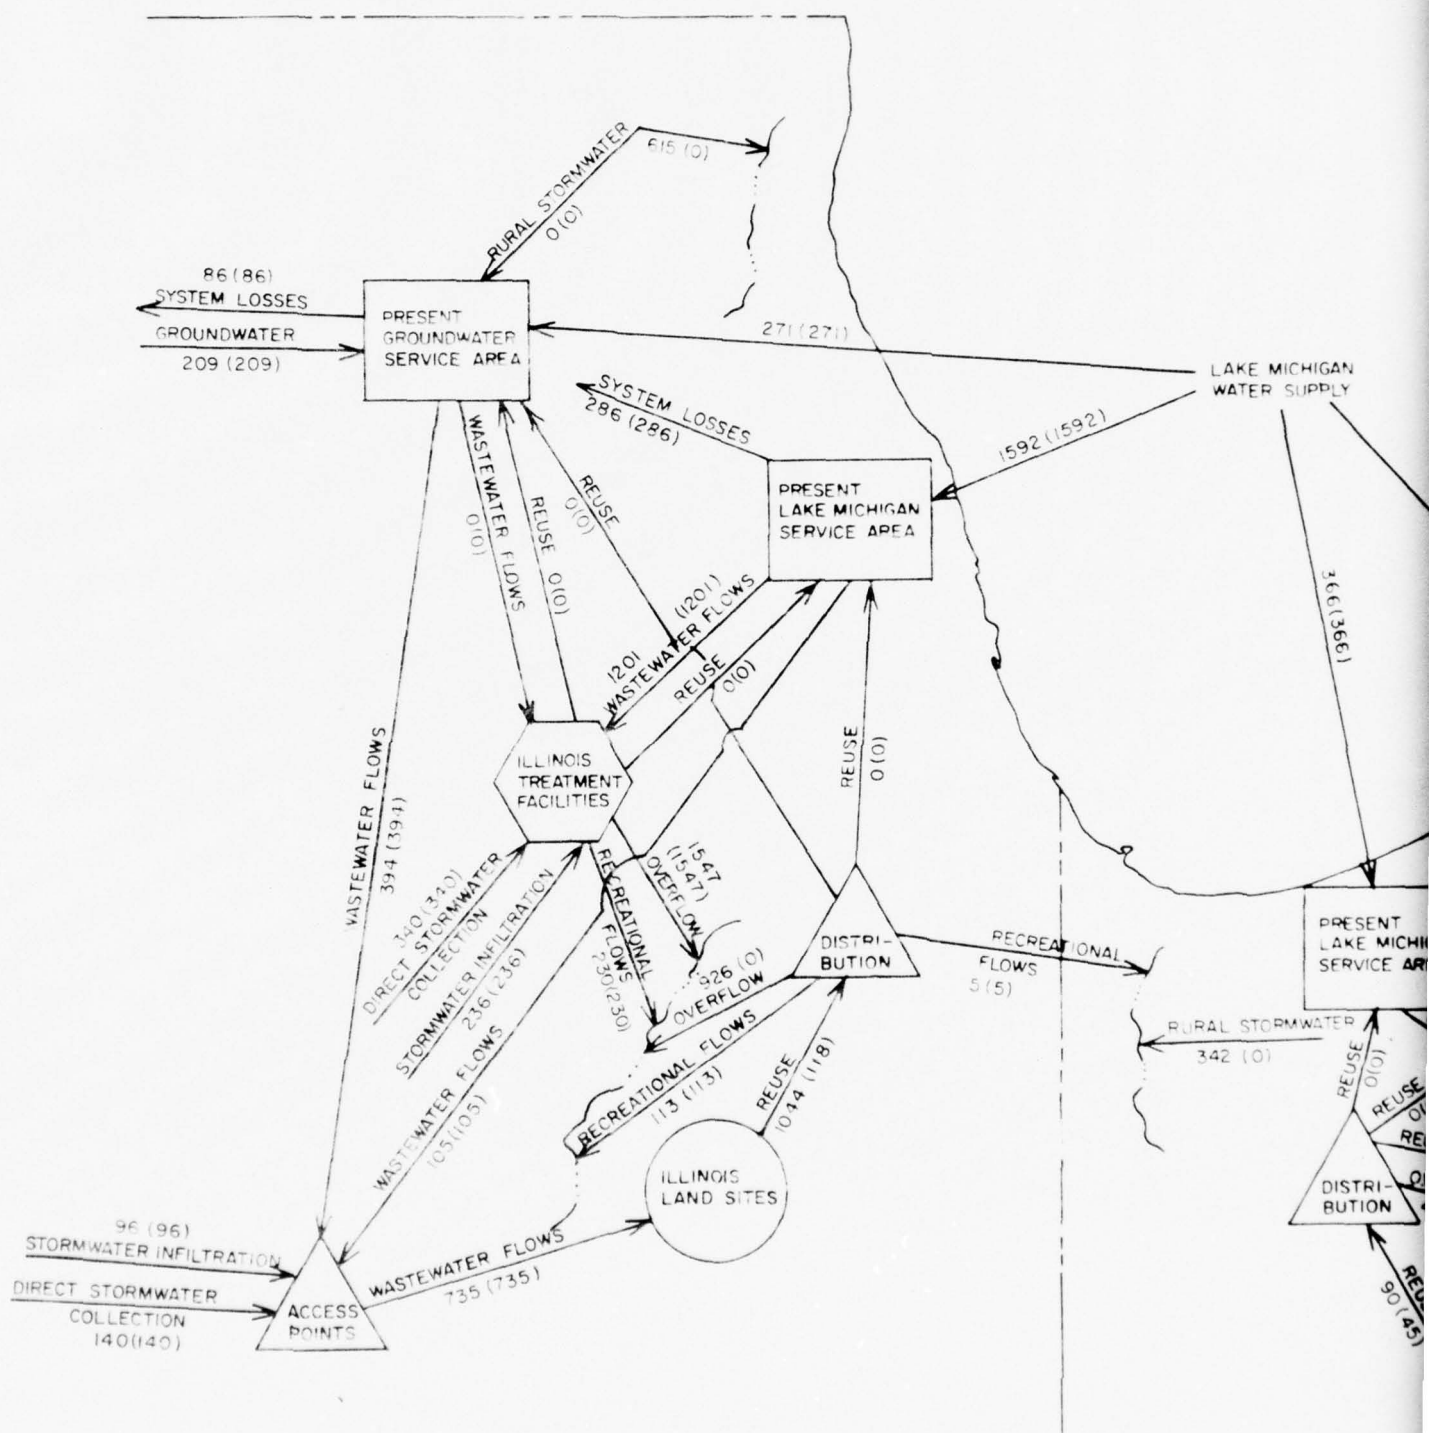 RURAL STORMWATER
0(0)
615 (0)
86(86)
SYSTEM LOSSES
GROUNDWATER
209 (209)
PRESENT
GROUNDWATER
SERVICE AREA
271(271)
LAKE MICHIGAN
WATER SUPPLY
SYSTEM LOSSES
286 (286)
1592(1592)
PRESENT
LAKE MICHIGAN
SERVICE AREA
WASTEWATER FLOWS
0(0)
REUSE 0(0)
REUSE
0(0)
366(366)
(1201)
1201
WASTEWATER FLOWS
REUSE
0(0)
REUSE
0(0)
WASTEWATER FLOWS
394 (394)
ILLINOIS
TREATMENT
FACILITIES
1547
(1547)
OVERFLOW
RECREATIONAL
FLOWS
230(230)
340(340)
DIRECT STORMWATER
COLLECTION
STORMWATER INFILTRATION
236(236)
WASTEWATER FLOWS
105(105)
926 (0)
OVERFLOW
DISTRI-
BUTION
RECREATIONAL
FLOWS
5(5)
RECREATIONAL FLOWS
113 (113)
REUSE
1044 (118)
PRESENT
LAKE MICHI
SERVICE AR
RURAL STORMWATER
342 (0)
REUSE
0(0)
REUSE
DISTRI-
BUTION
90(45)
ILLINOIS
LAND SITES
WASTEWATER FLOWS
735 (735)
96 (96)
STORMWATER INFILTRATION
DIRECT STORMWATER
COLLECTION
140(140)
ACCESS
POINTS